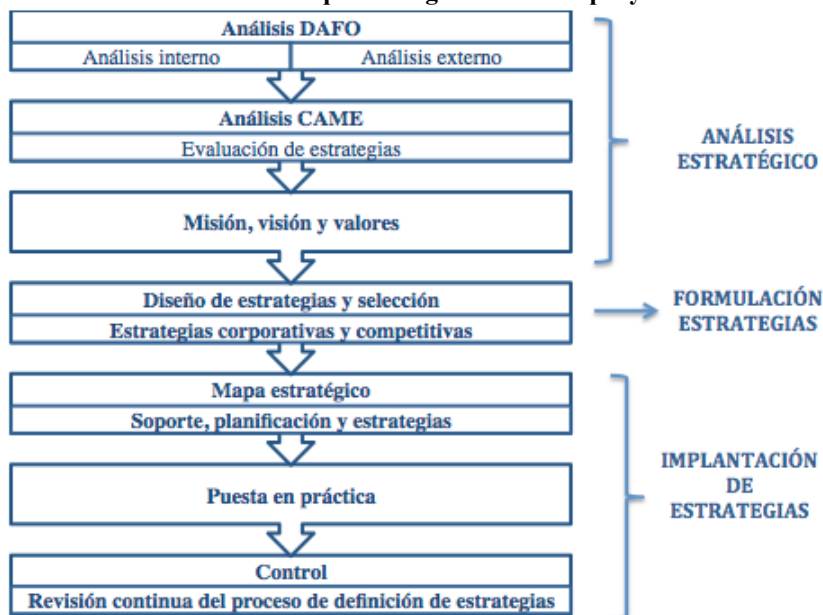 Análisis DAFO
Análisis interno
Análisis externo
Análisis CAME
Evaluación de estrategias
Misión, visión y valores
ANÁLISIS
ESTRATÉGICO
Diseño de estrategias y selección
Estrategias corporativas y competitivas
FORMULACIÓN
ESTRATEGIAS
Mapa estratégico
Soporte, planificación y estrategias
Puesta en práctica
Control
Revisión continua del proceso de definición de estrategias
IMPLANTACIÓN
DE
ESTRATEGIAS